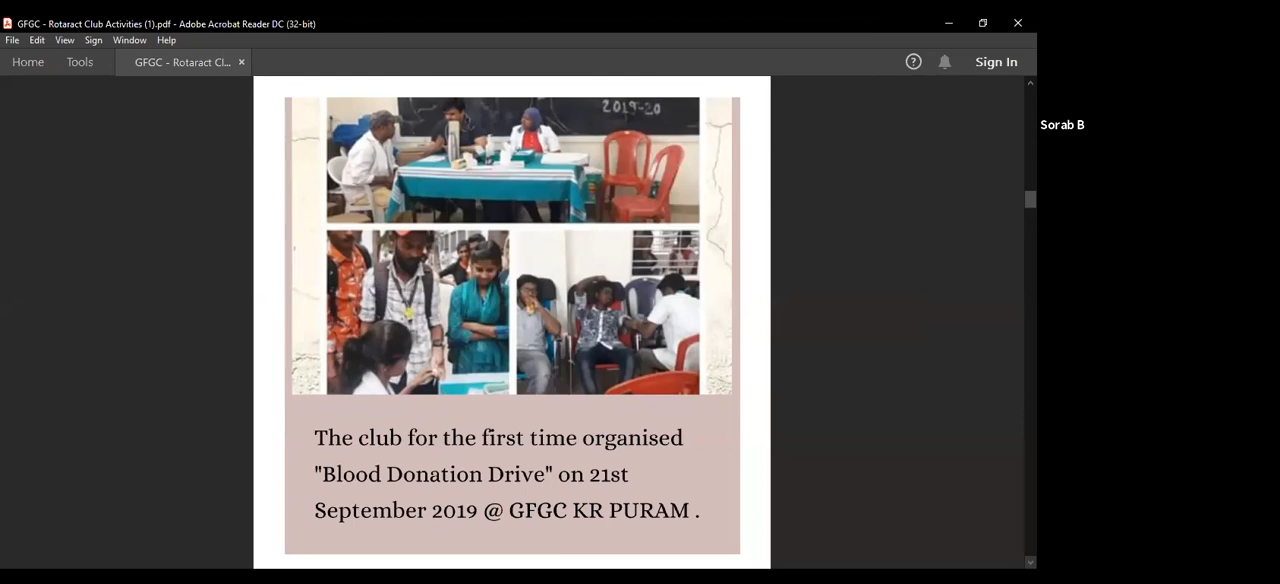 GFGC - Rotaract Club Activities (1).pdf - Adobe Acrobat Reader DC (32-bit)
File Edit View Sign Window Help
Home Tools GFGC - Rotaract Cl... × Sign In
Sorab B
2019-20
The club for the first time organised
"Blood Donation Drive" on 21st
September 2019 @ GFGC KR PURAM .